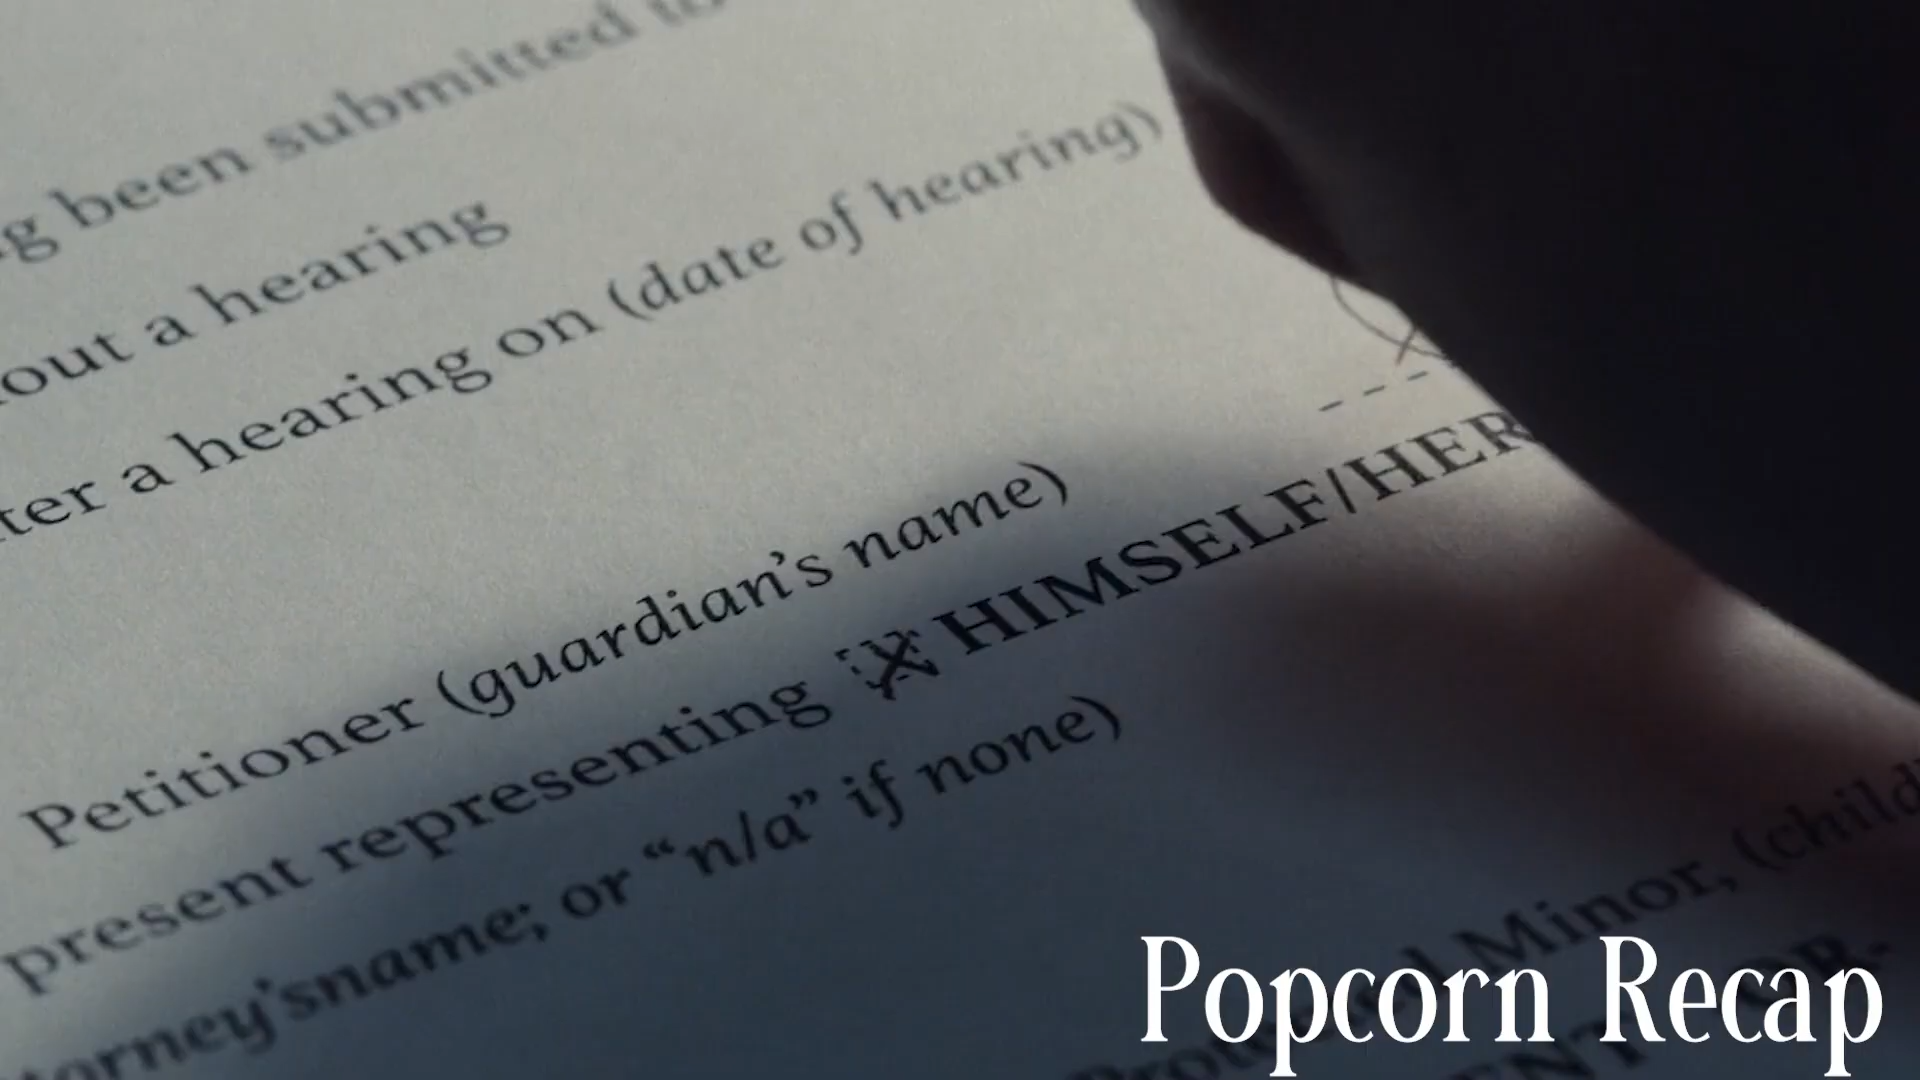 g been submitted to
out a hearing
ter a hearing on (date of hearing)
Petitioner (guardian's name)
present representing HIMSELF/HER
torney'sname; or “n/a” if none)
Minor, (child
Popcorn Recap